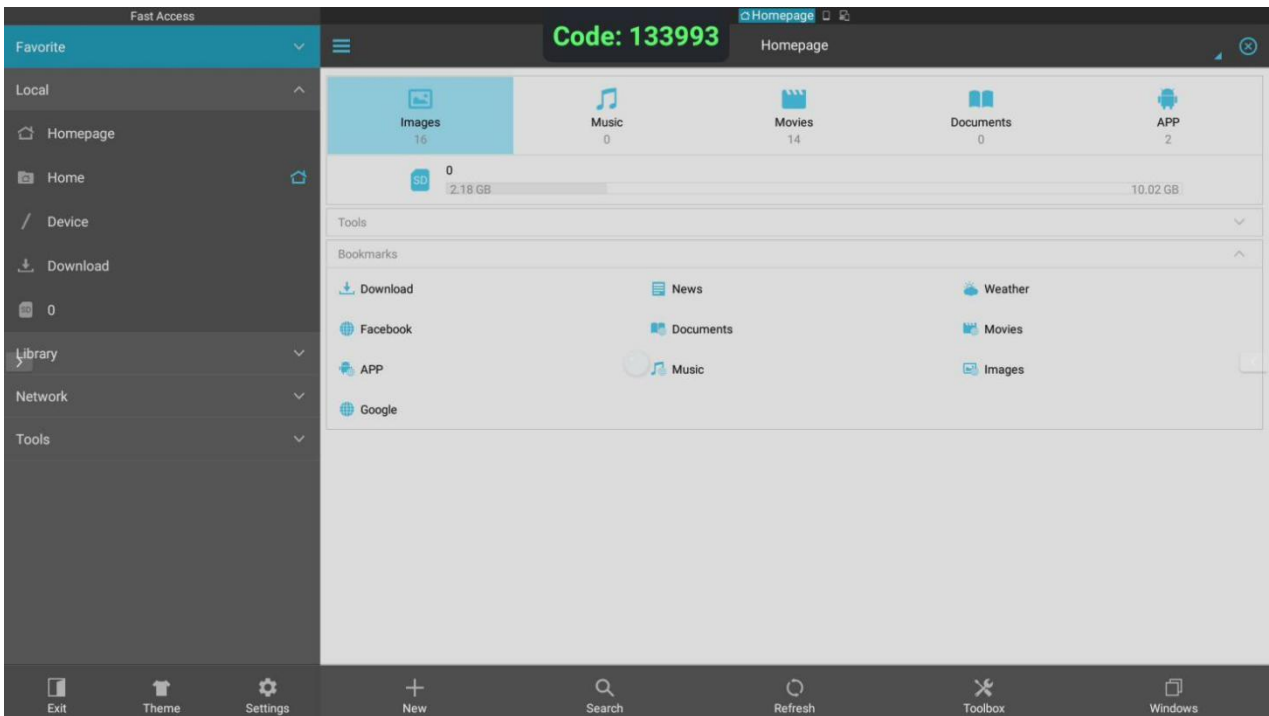 Fast Access
Homepage
Favorite
Code: 133993
Homepage
Local
Homepage
Home
Device
Download
SD 0
Library
Network
Tools
Exit
Theme
Settings
Images
16
Music
0
Movies
14
Documents
0
APP
2
SD
0
2.18 GB
10.02 GB
Tools
Bookmarks
Download
News
Weather
Facebook
Documents
Movies
APP
Music
Images
Google
New
Search
Refresh
Toolbox
Windows